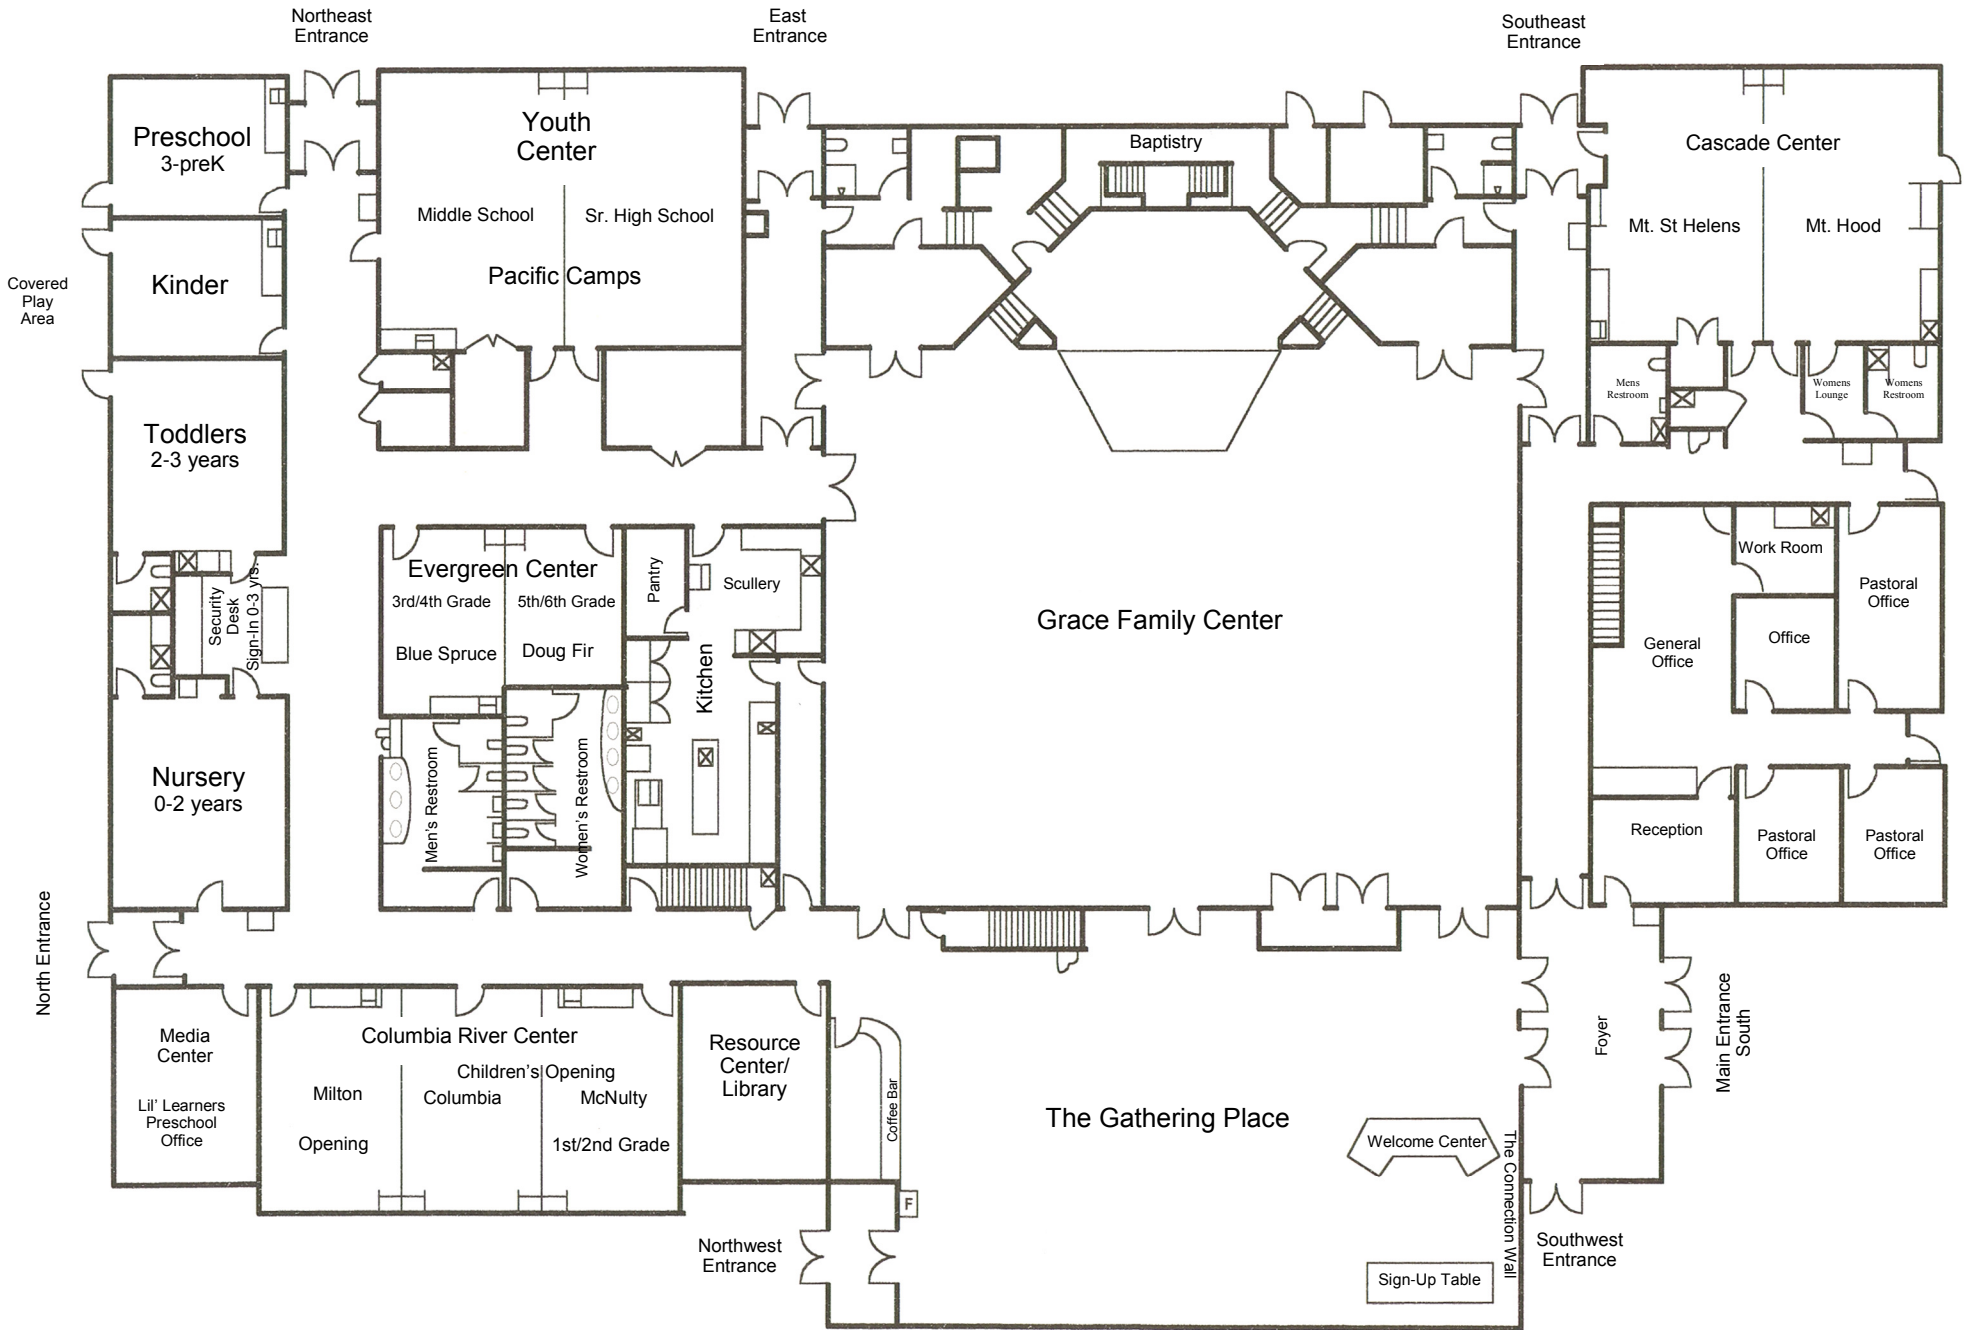 Northeast
Entrance
East
Entrance
Southeast
Entrance
Preschool
3-preK
Youth
Center
Middle School
Sr. High School
Pacific Camps
Baptistry
Cascade Center
Mt. St Helens
Mt. Hood
Covered
Play
Area
Kinder
Toddlers
2-3 years
Mens
Restroom
Womens
Lounge
Womens
Restroom
Security
Desk
Sign-In 0-3 yrs.
Evergreen Center
3rd/4th Grade
5th/6th Grade
Blue Spruce
Doug Fir
Pantry
Scullery
Kitchen
Grace Family Center
Work Room
Pastoral
Office
Office
General
Office
Nursery
0-2 years
Men's Restroom
Women's Restroom
Reception
Pastoral
Office
Pastoral
Office
North Entrance
Media
Center
Lil' Learners
Preschool
Office
Columbia River Center
Children's Opening
Milton
Columbia
McNulty
Opening
1st/2nd Grade
Resource
Center/
Library
Coffee Bar
The Gathering Place
Foyer
Main Entrance
South
Welcome Center
The Connection Wall
F
Northwest
Entrance
Southwest
Entrance
Sign-Up Table